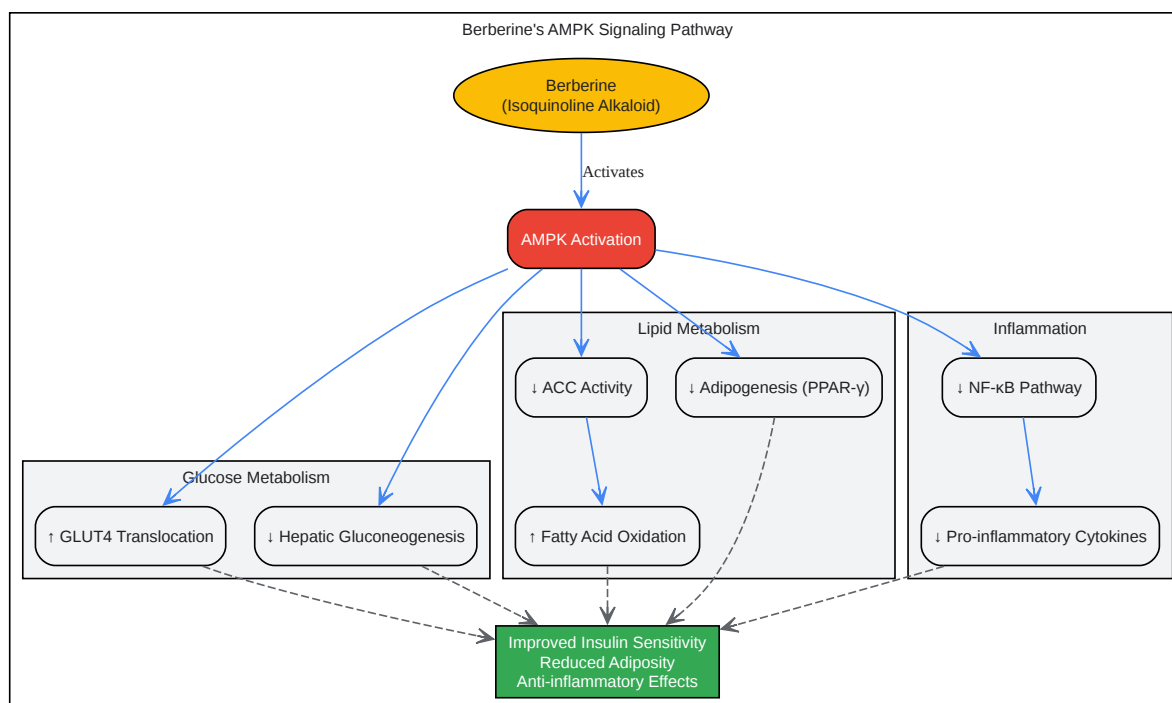 Berberine's AMPK Signaling Pathway
Berberine
(Isoquinoline Alkaloid)
Activates
AMPK Activation
Lipid Metabolism
Inflammation
↓ ACC Activity
↓ Adipogenesis (PPAR-γ)
↓ NF-κB Pathway
Glucose Metabolism
↑ GLUT4 Translocation
↓ Hepatic Gluconeogenesis
↑ Fatty Acid Oxidation
↓ Pro-inflammatory Cytokines
Improved Insulin Sensitivity
Reduced Adiposity
Anti-inflammatory Effects